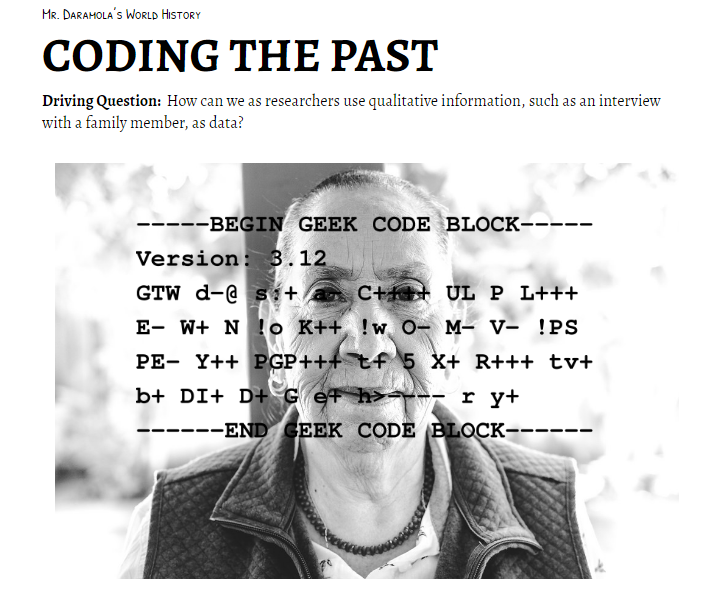 Mr. Darahola's World History
CODING THE PAST
Driving Question: How can we as researchers use qualitative information, such as an interview
with a family member, as data?
-----BEGIN GEEK CODE BLOCK-----
Version: 3.12
GTW d-@ s:+ a- C++++ UL P L+++
E- W+ N !o K++ !w O- M- V- !PS
PE- Y++ PGP+++ t+ 5 X+ R+++ tv+
b+ DI+ D+ G e+ h>---- r y+
------END GEEK CODE BLOCK------